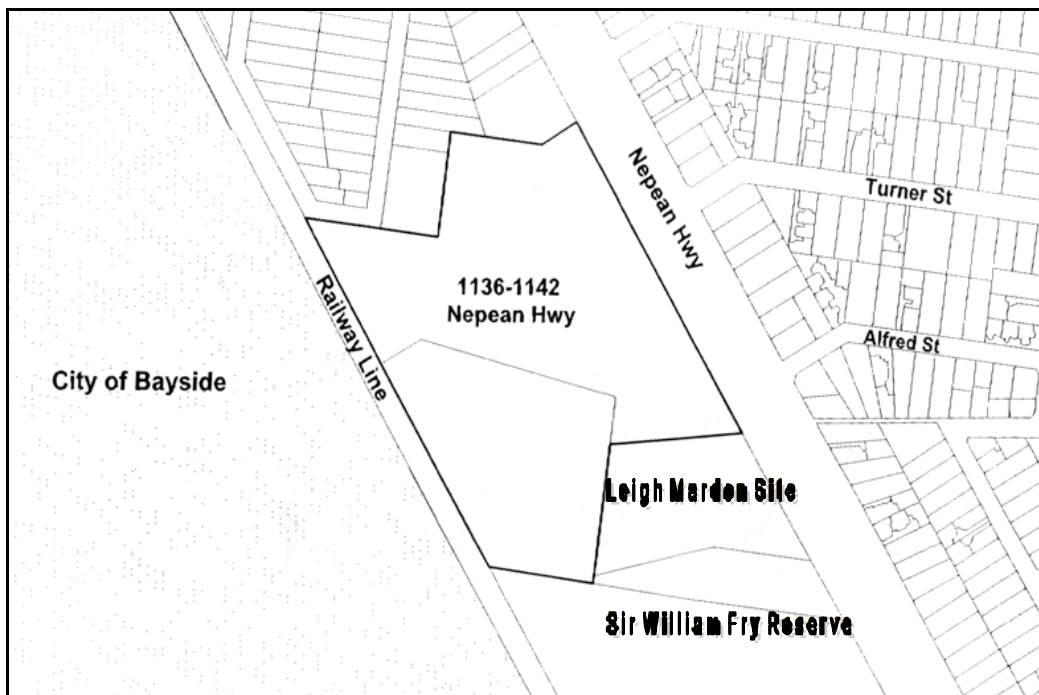 Nepean Hwy
Turner St
1136-1142
Nepean Hwy
Railway Line
Alfred St
City of Bayside
Leigh Mardon Site
Sir William Fry Reserve